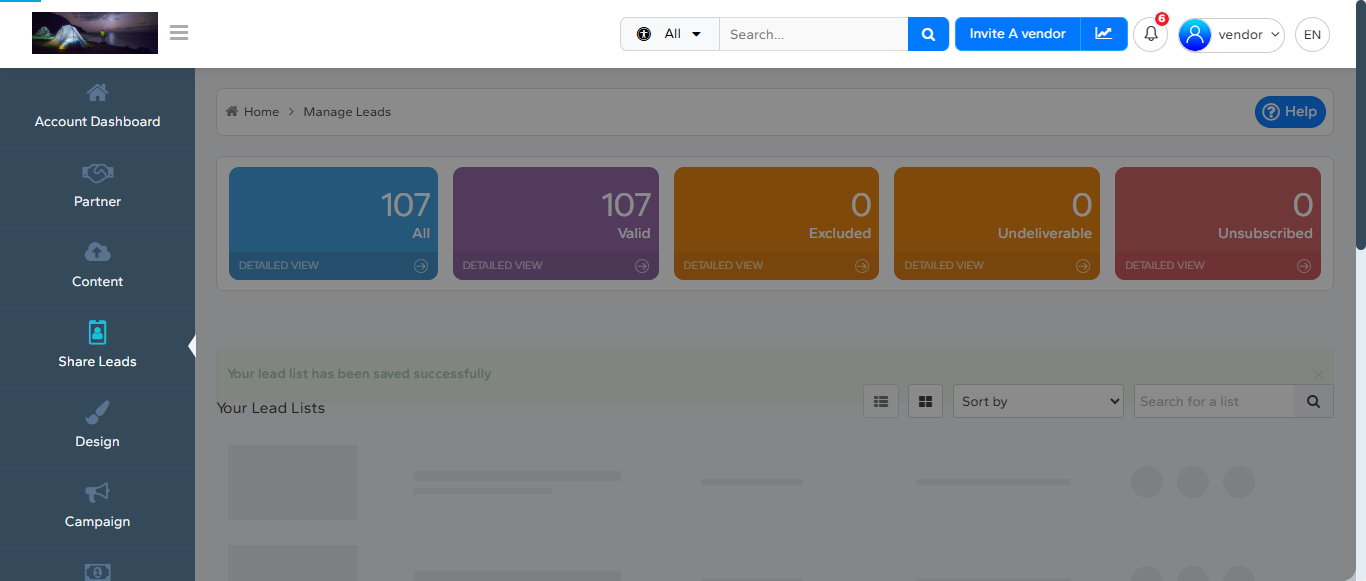 All
Search...
Invite A vendor
6
vendor
EN
Account Dashboard
Partner
Content
Share Leads
Design
Campaign
Home
Manage Leads
Help
107
All
DETAILED VIEW
107
Valid
DETAILED VIEW
0
Excluded
DETAILED VIEW
0
Undeliverable
DETAILED VIEW
0
Unsubscribed
DETAILED VIEW
Your lead list has been saved successfully
×
Your Lead Lists
Sort by
Search for a list